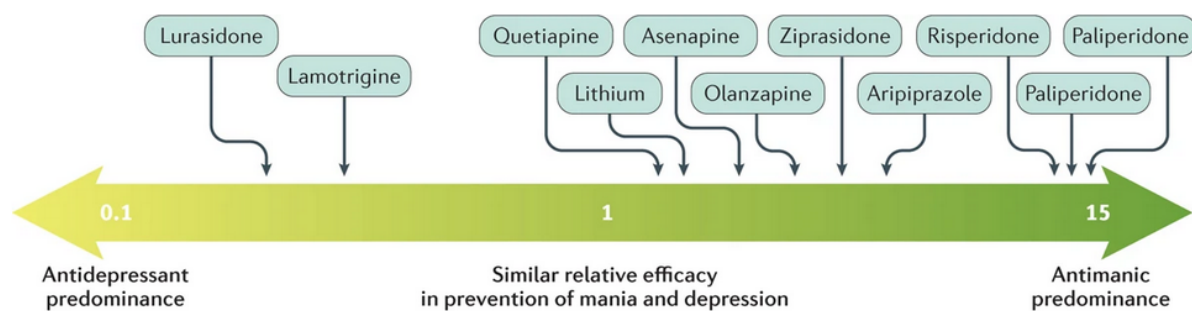 Lurasidone
Quetiapine
Asenapine
Ziprasidone
Risperidone
Paliperidone
Lamotrigine
Lithium
Olanzapine
Aripiprazole
Paliperidone
0.1
1
15
Antidepressant
predominance
Similar relative efficacy
in prevention of mania and depression
Antimanic
predominance